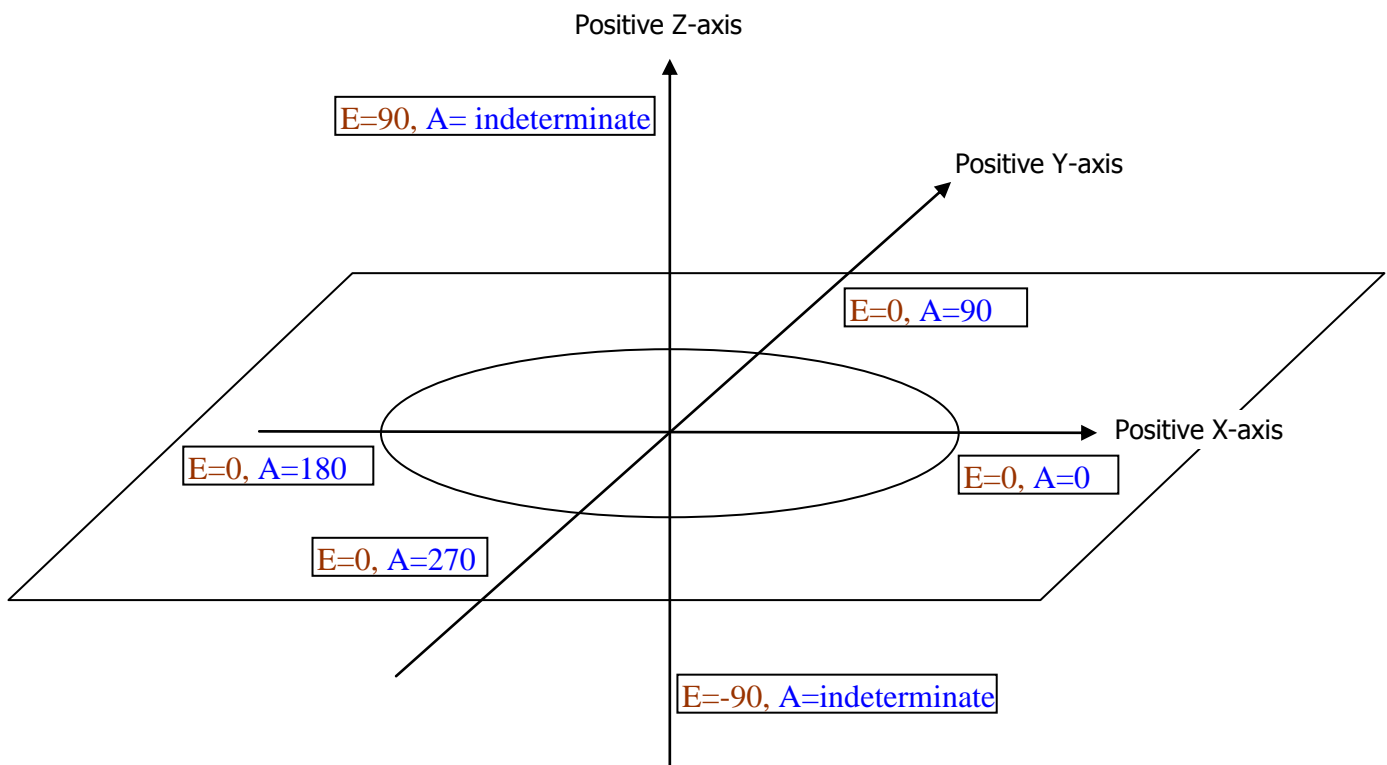 Positive Z-axis
E=90, A= indeterminate
Positive Y-axis
E=0, A=90
Positive X-axis
E=0, A=180
E=0, A=0
E=0, A=270
E=-90, A=indeterminate